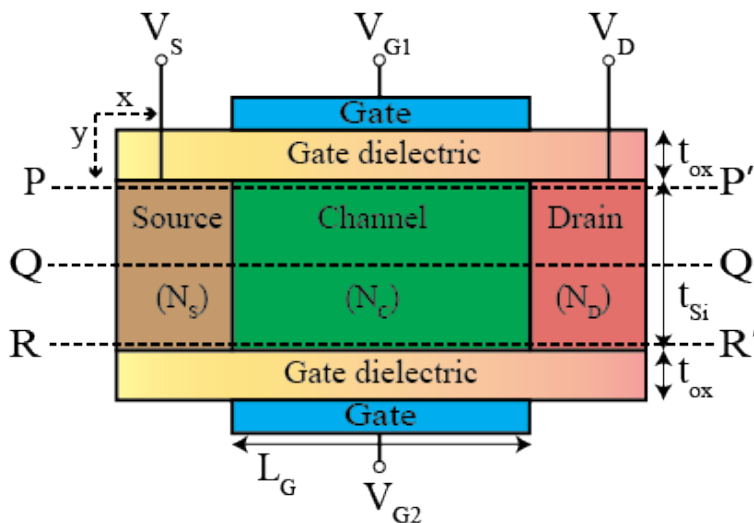 V_S V_G1 V_D
x
Gate
y
Gate dielectric t_ox
P P'
Source Channel Drain
Q Q'
(N_S) (N_C) (N_D) t_Si
R R'
Gate dielectric t_ox
Gate
L_G
V_G2